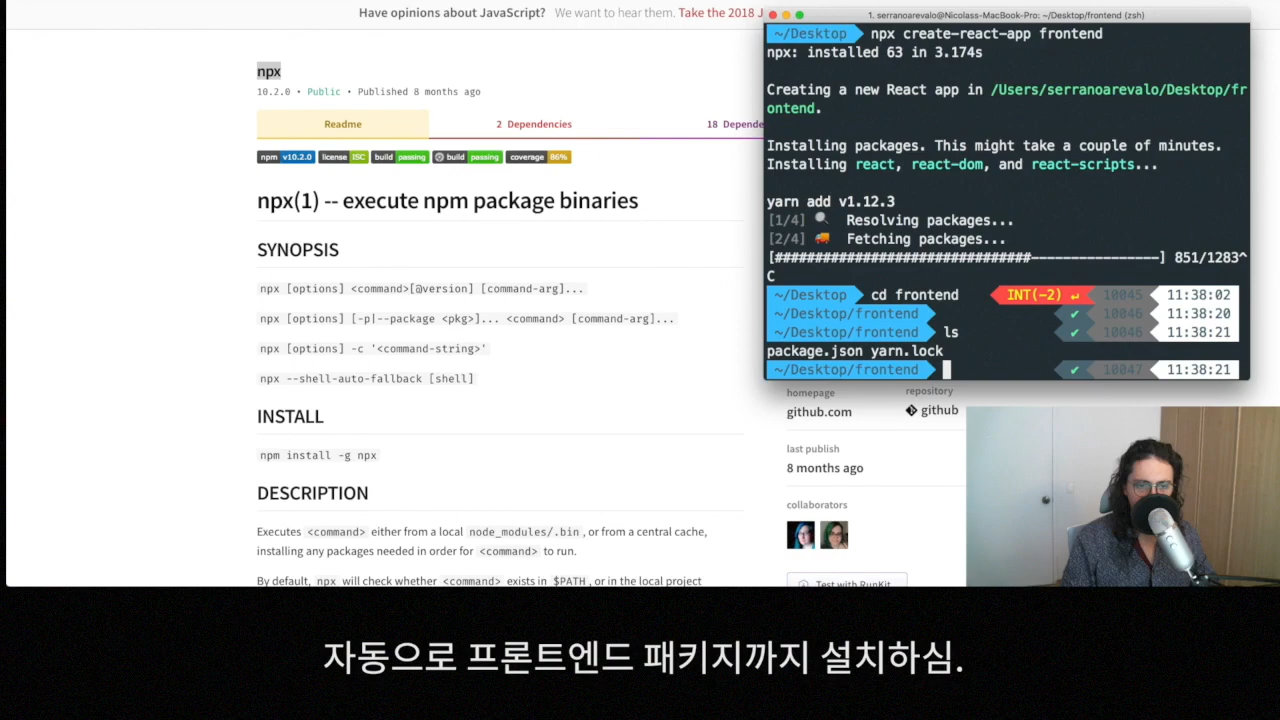 Have opinions about JavaScript? We want to hear them. Take the 2018 J
npx
10.2.0 • Public • Published 8 months ago
Readme
2 Dependencies
18 Depende
npm v10.2.0 license ISC build passing build passing coverage 86%
npx(1) -- execute npm package binaries
SYNOPSIS
npx [options] <command>[@version] [command-arg]...
npx [options] [-p|--package <pkg>]... <command> [command-arg]...
npx [options] -c '<command-string>'
npx --shell-auto-fallback [shell]
INSTALL
npm install -g npx
DESCRIPTION
Executes <command> either from a local node_modules/.bin, or from a central cache,
installing any packages needed in order for <command> to run.
By default, npx will check whether <command> exists in $PATH, or in the local project
1. serranoarevalo@Nicolass-MacBook-Pro: ~/Desktop/frontend (zsh)
~/Desktop npx create-react-app frontend
npx: installed 63 in 3.174s
Creating a new React app in /Users/serranoarevalo/Desktop/fr
ontend.
Installing packages. This might take a couple of minutes.
Installing react, react-dom, and react-scripts...
yarn add v1.12.3
[1/4] Resolving packages...
[2/4] Fetching packages...
[################################----------------] 851/1283^
C
~/Desktop cd frontend INT(-2) ↵ 10045 11:38:02
~/Desktop/frontend ✔ 10046 11:38:20
~/Desktop/frontend ls ✔ 10046 11:38:21
package.json yarn.lock
~/Desktop/frontend ✔ 10047 11:38:21
homepage
github.com
repository
github
last publish
8 months ago
collaborators
Test with RunKit
자동으로 프론트엔드 패키지까지 설치하심.